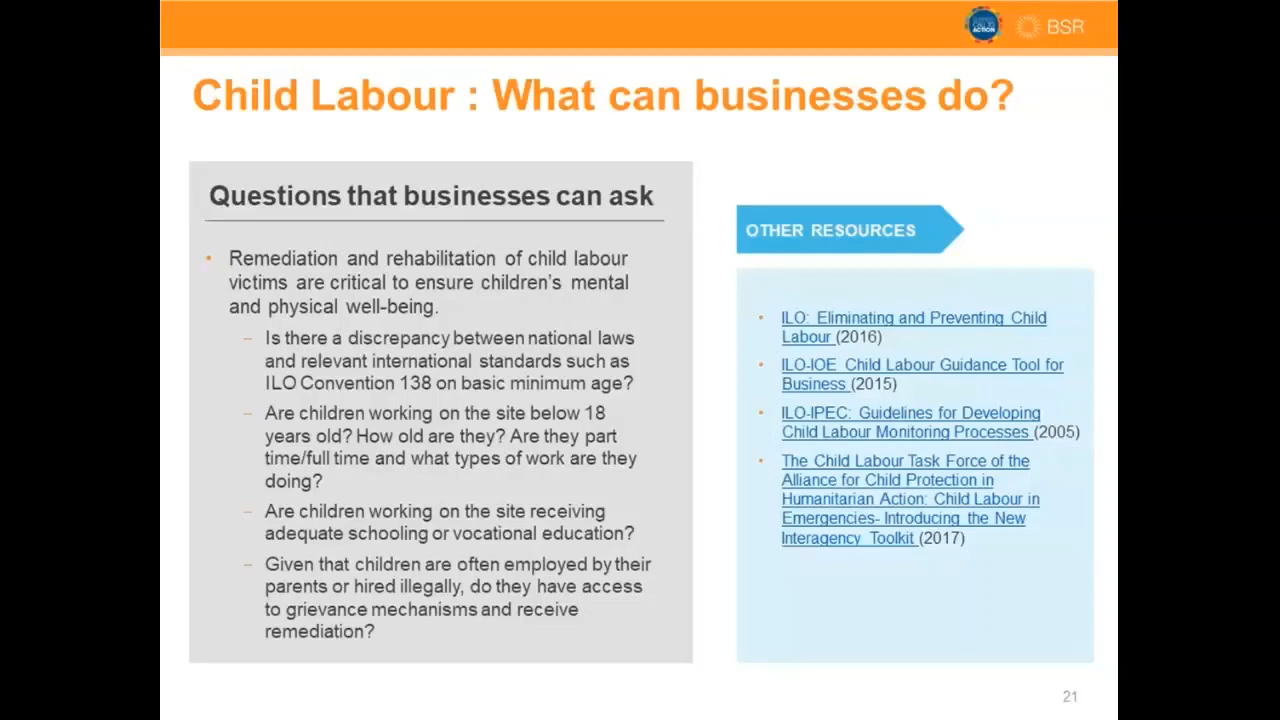 CALL TO
ACTION
BSR
Child Labour : What can businesses do?
Questions that businesses can ask
• Remediation and rehabilitation of child labour
victims are critical to ensure children's mental
and physical well-being.
– Is there a discrepancy between national laws
and relevant international standards such as
ILO Convention 138 on basic minimum age?
– Are children working on the site below 18
years old? How old are they? Are they part
time/full time and what types of work are they
doing?
– Are children working on the site receiving
adequate schooling or vocational education?
– Given that children are often employed by their
parents or hired illegally, do they have access
to grievance mechanisms and receive
remediation?
OTHER RESOURCES
• ILO: Eliminating and Preventing Child
Labour (2016)
• ILO-IOE Child Labour Guidance Tool for
Business (2015)
• ILO-IPEC: Guidelines for Developing
Child Labour Monitoring Processes (2005)
• The Child Labour Task Force of the
Alliance for Child Protection in
Humanitarian Action: Child Labour in
Emergencies- Introducing the New
Interagency Toolkit (2017)
21